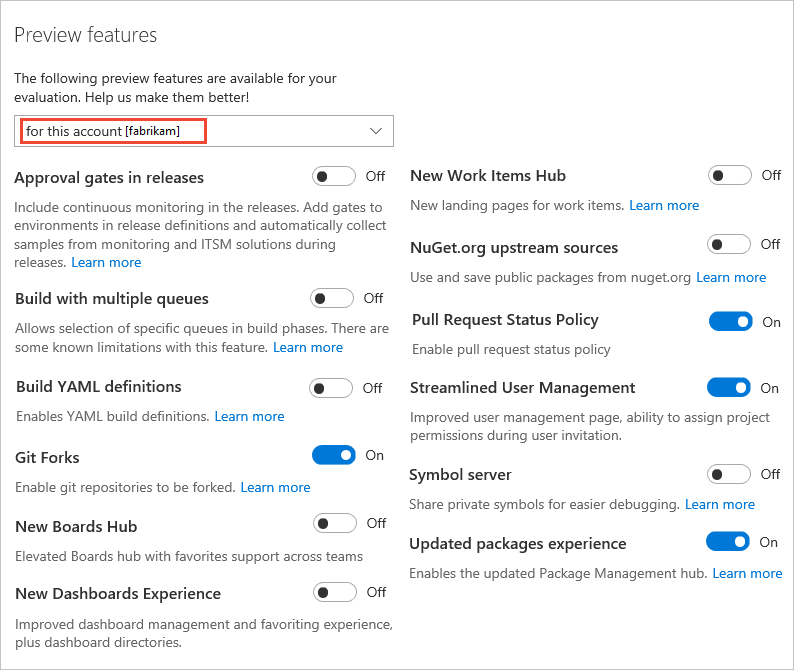 Preview features
The following preview features are available for your
evaluation. Help us make them better!
for this account [fabrikam]
Approval gates in releases Off
Include continuous monitoring in the releases. Add gates to
environments in release definitions and automatically collect
samples from monitoring and ITSM solutions during
releases. Learn more
Build with multiple queues Off
Allows selection of specific queues in build phases. There are
some known limitations with this feature. Learn more
Build YAML definitions Off
Enables YAML build definitions. Learn more
Git Forks On
Enable git repositories to be forked. Learn more
New Boards Hub Off
Elevated Boards hub with favorites support across teams
New Dashboards Experience Off
Improved dashboard management and favoriting experience,
plus dashboard directories.
New Work Items Hub Off
New landing pages for work items. Learn more
NuGet.org upstream sources Off
Use and save public packages from nuget.org Learn more
Pull Request Status Policy On
Enable pull request status policy
Streamlined User Management On
Improved user management page, ability to assign project
permissions during user invitation.
Symbol server Off
Share private symbols for easier debugging. Learn more
Updated packages experience On
Enables the updated Package Management hub. Learn more